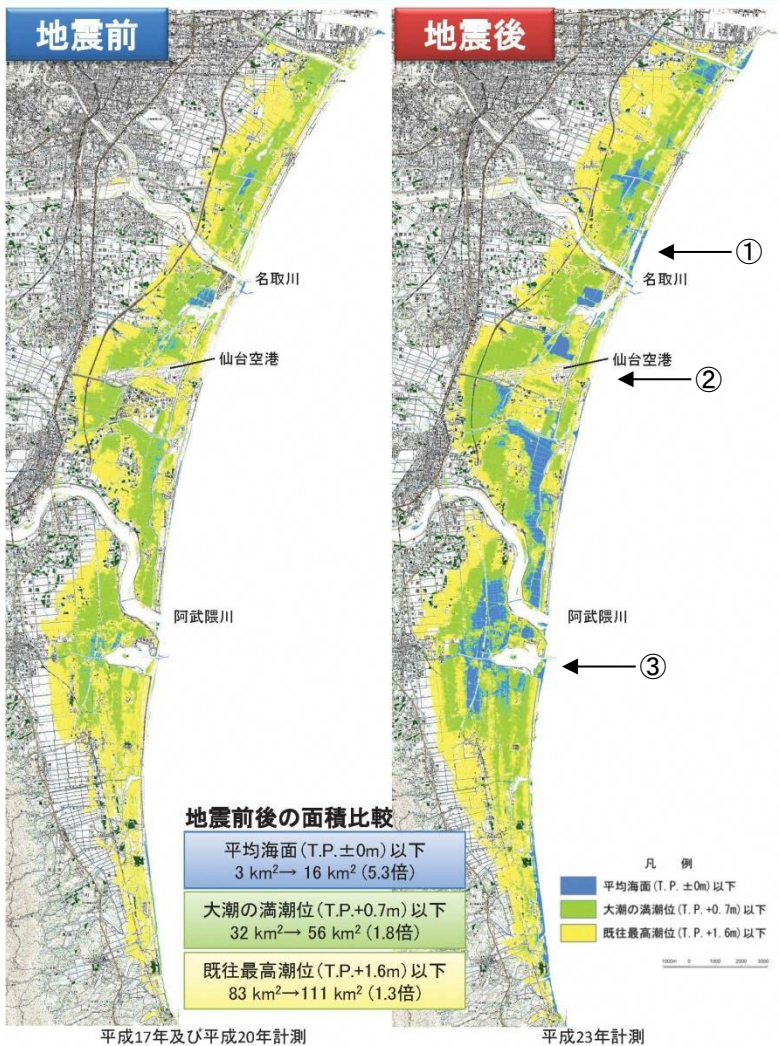 地震前
地震後
①
名取川
名取川
仙台空港
仙台空港
②
阿武隈川
阿武隈川
③
地震前後の面積比較
平均海面(T.P.±0m)以下
3 km²→ 16 km² (5.3倍)
大潮の満潮位(T.P.+0.7m)以下
32 km²→ 56 km² (1.8倍)
既往最高潮位(T.P.+1.6m)以下
83 km²→111 km² (1.3倍)
凡 例
平均海面(T.P. ±0m)以下
大潮の満潮位(T.P. +0.7m)以下
既往最高潮位(T.P. +1.6m)以下
1000m 0 1000 2000 3000
平成17年及び平成20年計測
平成23年計測